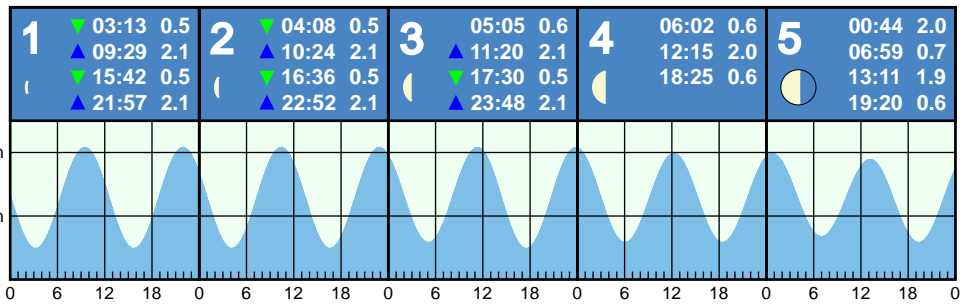 1
▼ 03:13 0.5
▲ 09:29 2.1
▼ 15:42 0.5
▲ 21:57 2.1
2
▼ 04:08 0.5
▲ 10:24 2.1
▼ 16:36 0.5
▲ 22:52 2.1
3
05:05 0.6
▲ 11:20 2.1
▼ 17:30 0.5
▲ 23:48 2.1
4
06:02 0.6
12:15 2.0
18:25 0.6
5
00:44 2.0
06:59 0.7
13:11 1.9
19:20 0.6
m
m
0 6 12 18 0 6 12 18 0 6 12 18 0 6 12 18 0 6 12 18 0